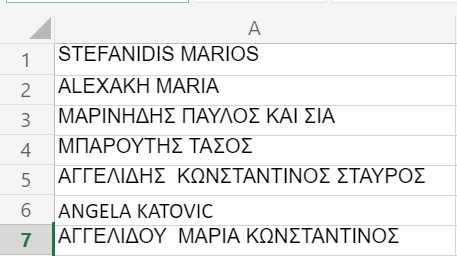 A
1 STEFANIDIS MARIOS
2 ALEXAKH MARIA
3 ΜΑΡΙΝΗΔΗΣ ΠΑΥΛΟΣ ΚΑΙ ΣΙΑ
4 ΜΠΑΡΟΥΤΗΣ ΤΑΣΟΣ
5 ΑΓΓΕΛΙΔΗΣ  ΚΩΝΣΤΑΝΤΙΝΟΣ ΣΤΑΥΡΟΣ
6 ANGELA KATOVIC
7 ΑΓΓΕΛΙΔΟΥ  ΜΑΡΙΑ ΚΩΝΣΤΑΝΤΙΝΟΣ